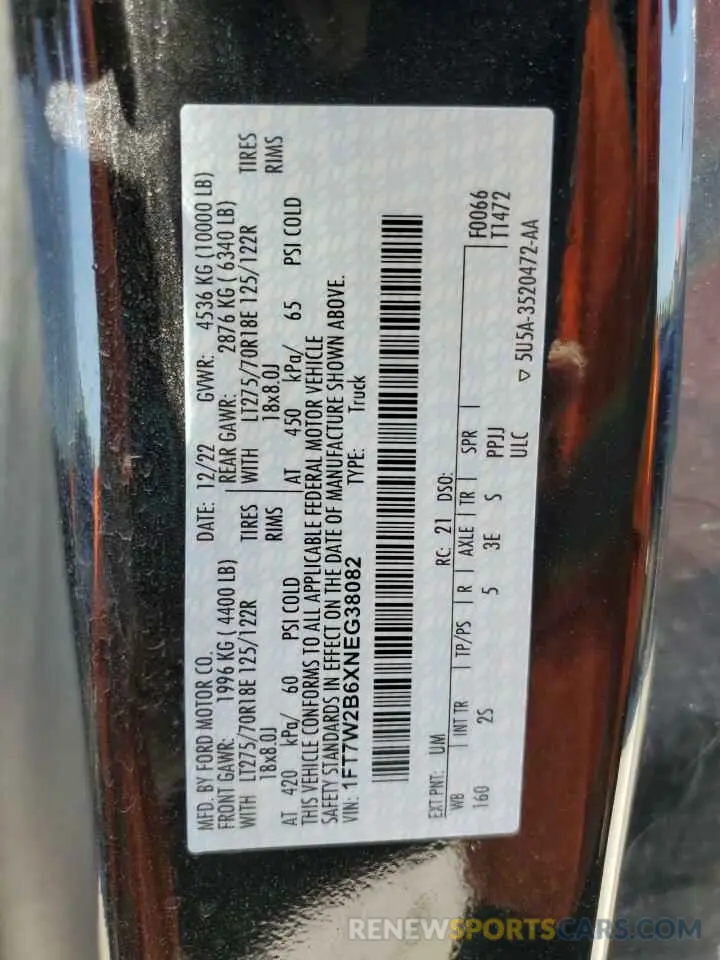 MFD. BY FORD MOTOR CO. DATE: 12/22 GVWR: 4536 KG (10000 LB)
FRONT GAWR: 1996 KG ( 4400 LB) REAR GAWR: 2876 KG ( 6340 LB)
WITH LT275/70R18E 125/122R TIRES WITH LT275/70R18E 125/122R TIRES
18x8.0J RIMS 18x8.0J RIMS
AT 420 kPa/ 60 PSI COLD AT 450 kPa/ 65 PSI COLD
THIS VEHICLE CONFORMS TO ALL APPLICABLE FEDERAL MOTOR VEHICLE
SAFETY STANDARDS IN EFFECT ON THE DATE OF MANUFACTURE SHOWN ABOVE.
VIN: 1FT7W2B6XNEG38082 TYPE: Truck
EXT PNT: UM RC: 21 DSO:
WB INT TR TP/PS R AXLE TR SPR F0066
160 2S 5 3E S PPJJ T1472
ULC
▽ 5U5A-3520472-AA
RENEWSPORTSCARS.COM